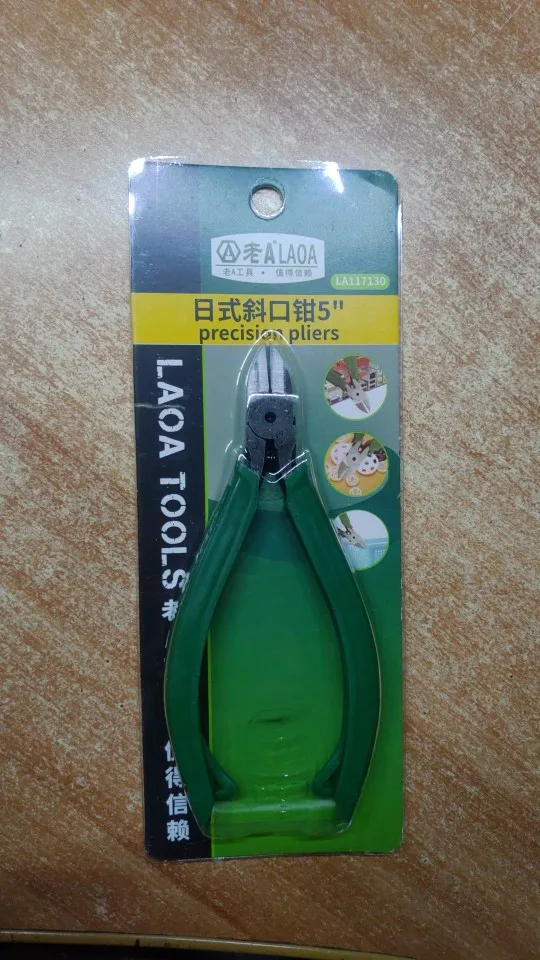 老A® LAOA
老A工具 · 值得信赖
LA117130
日式斜口钳5"
precision pliers
LAOA TOOLS
得信赖